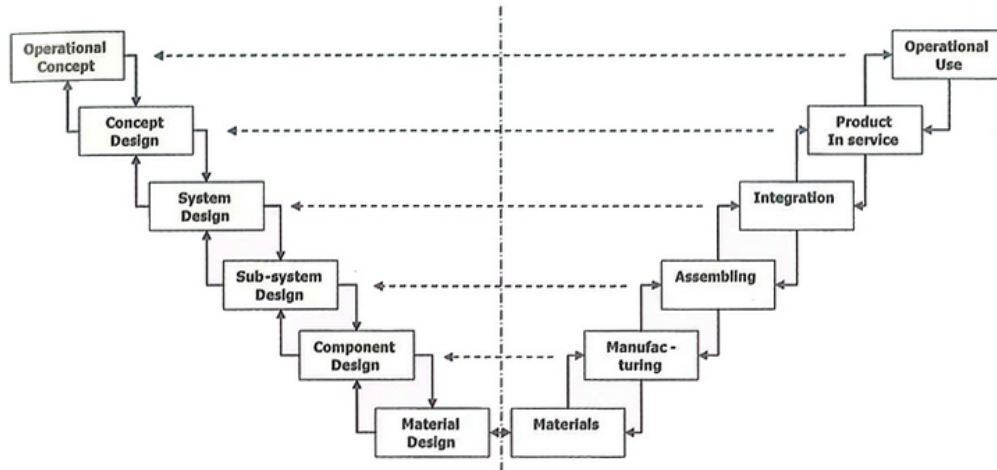 Operational
Concept
Operational
Use
Concept
Design
Product
In service
System
Design
Integration
Sub-system
Design
Assembling
Component
Design
Manufac -
turing
Material
Design
Materials